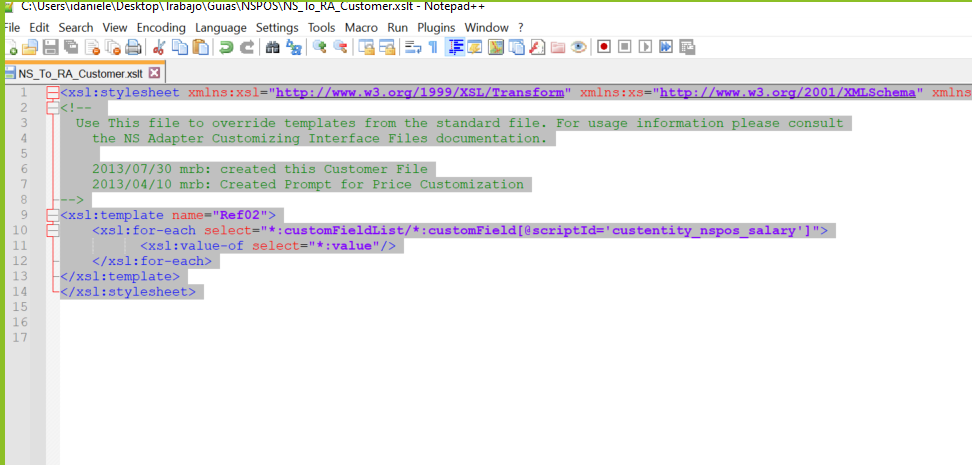 C:\Users\idaniele\Desktop\Trabajo\Guias\NSPOS\NS_To_RA_Customer.xslt - Notepad++
File Edit Search View Encoding Language Settings Tools Macro Run Plugins Window ?
NS_To_RA_Customer.xslt
1 <xsl:stylesheet xmlns:xsl="http://www.w3.org/1999/XSL/Transform" xmlns:xs="http://www.w3.org/2001/XMLSchema" xmlns
2 <!--
3 Use This file to override templates from the standard file. For usage information please consult
4 the NS Adapter Customizing Interface Files documentation.
5
6 2013/07/30 mrb: created this Customer File
7 2013/04/10 mrb: Created Prompt for Price Customization
8 -->
9 <xsl:template name="Ref02">
10 <xsl:for-each select="*:customFieldList/*:customField[@scriptId='custentity_nspos_salary']">
11 <xsl:value-of select="*:value"/>
12 </xsl:for-each>
13 </xsl:template>
14 </xsl:stylesheet>
15
16
17